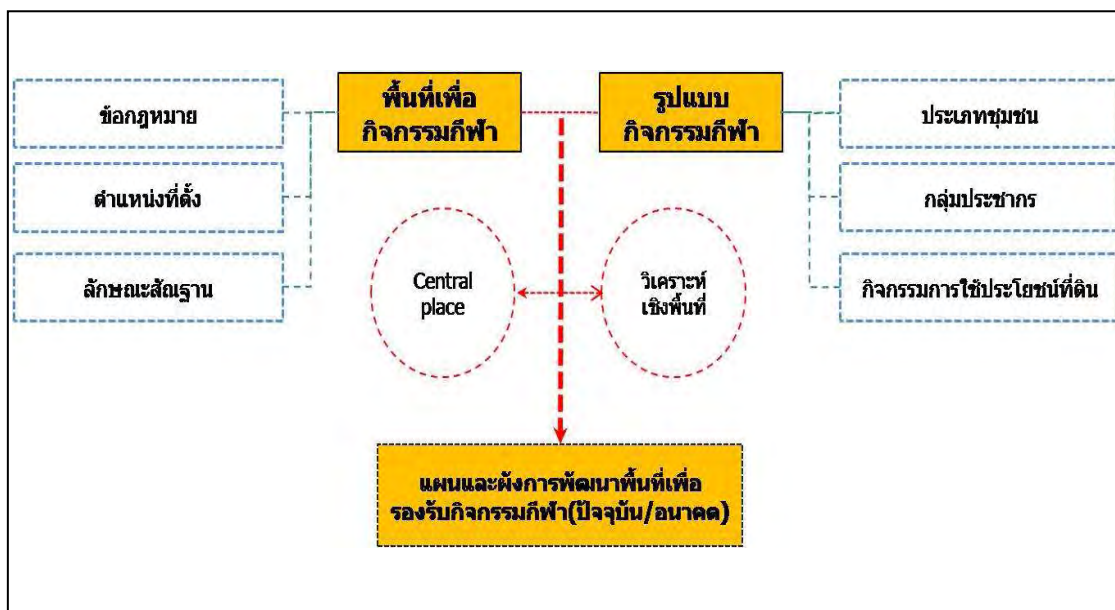 พื้นที่เพื่อ
กิจกรรมกีฬา
รูปแบบ
กิจกรรมกีฬา
ข้อกฎหมาย
ตำแหน่งที่ตั้ง
ลักษณะสัณฐาน
ประเภทชุมชน
กลุ่มประชากร
กิจกรรมการใช้ประโยชน์ที่ดิน
Central
place
วิเคราะห์
เชิงพื้นที่
แผนและผังการพัฒนาพื้นที่เพื่อ
รองรับกิจกรรมกีฬา(ปัจจุบัน/อนาคต)